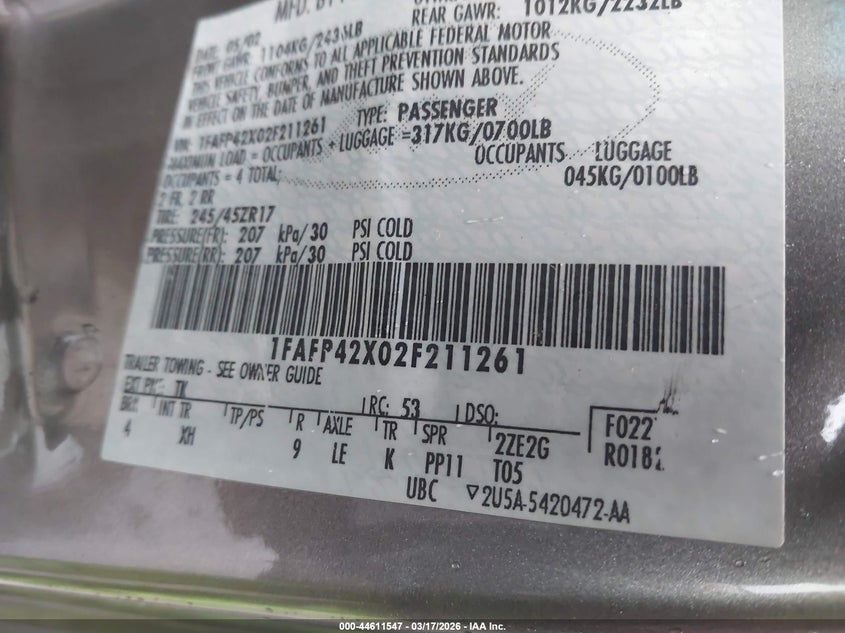 MFD. BY
REAR GAWR: 1012KG/2232LB
DATE: 05/02
FRONT GAWR: 1104KG/2435LB
THIS VEHICLE CONFORMS TO ALL APPLICABLE FEDERAL MOTOR
VEHICLE SAFETY, BUMPER, AND THEFT PREVENTION STANDARDS
IN EFFECT ON THE DATE OF MANUFACTURE SHOWN ABOVE.
VIN: 1FAFP42X02F211261 TYPE: PASSENGER
MAXIMUM LOAD = OCCUPANTS + LUGGAGE =317KG/0700LB
OCCUPANTS = 4 TOTAL; OCCUPANTS LUGGAGE
2 FR, 2 RR 045KG/0100LB
TIRE: 245/45ZR17
PRESSURE(FR): 207 kPa/30 PSI COLD
PRESSURE(RR): 207 kPa/30 PSI COLD
1FAFP42X02F211261
TRAILER TOWING - SEE OWNER GUIDE
EXT PNT: TK RC: 53 DSO:
BRK INT TR TP/PS R AXLE TR SPR 2ZE2G F022
4 XH 9 LE K PP11 T05 R0182
UBC ▽2U5A-5420472-AA
000-44611547 — 03/17/2026 — IAA Inc.